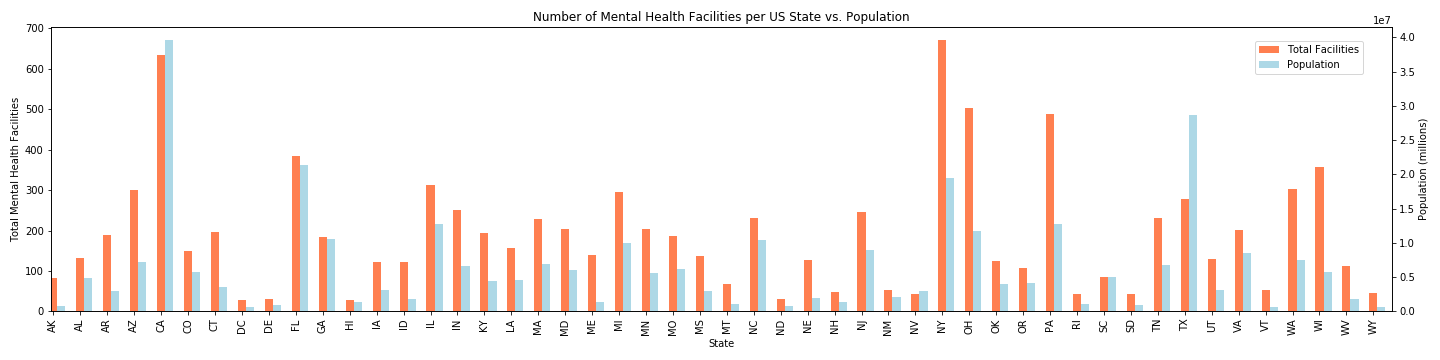 Number of Mental Health Facilities per US State vs. Population
1e7
700
600
500
400
300
200
100
0
Total Mental Health Facilities
4.0
3.5
3.0
2.5
2.0
1.5
1.0
0.5
0.0
Population (millions)
Total Facilities
Population
AK AL AR AZ CA CO CT DC DE FL GA HI IA ID IL IN KY LA MA MD ME MI MN MO MS MT NC ND NE NH NJ NM NV NY OH OK OR PA RI SC SD TN TX UT VA VT WA WI WV WY
State